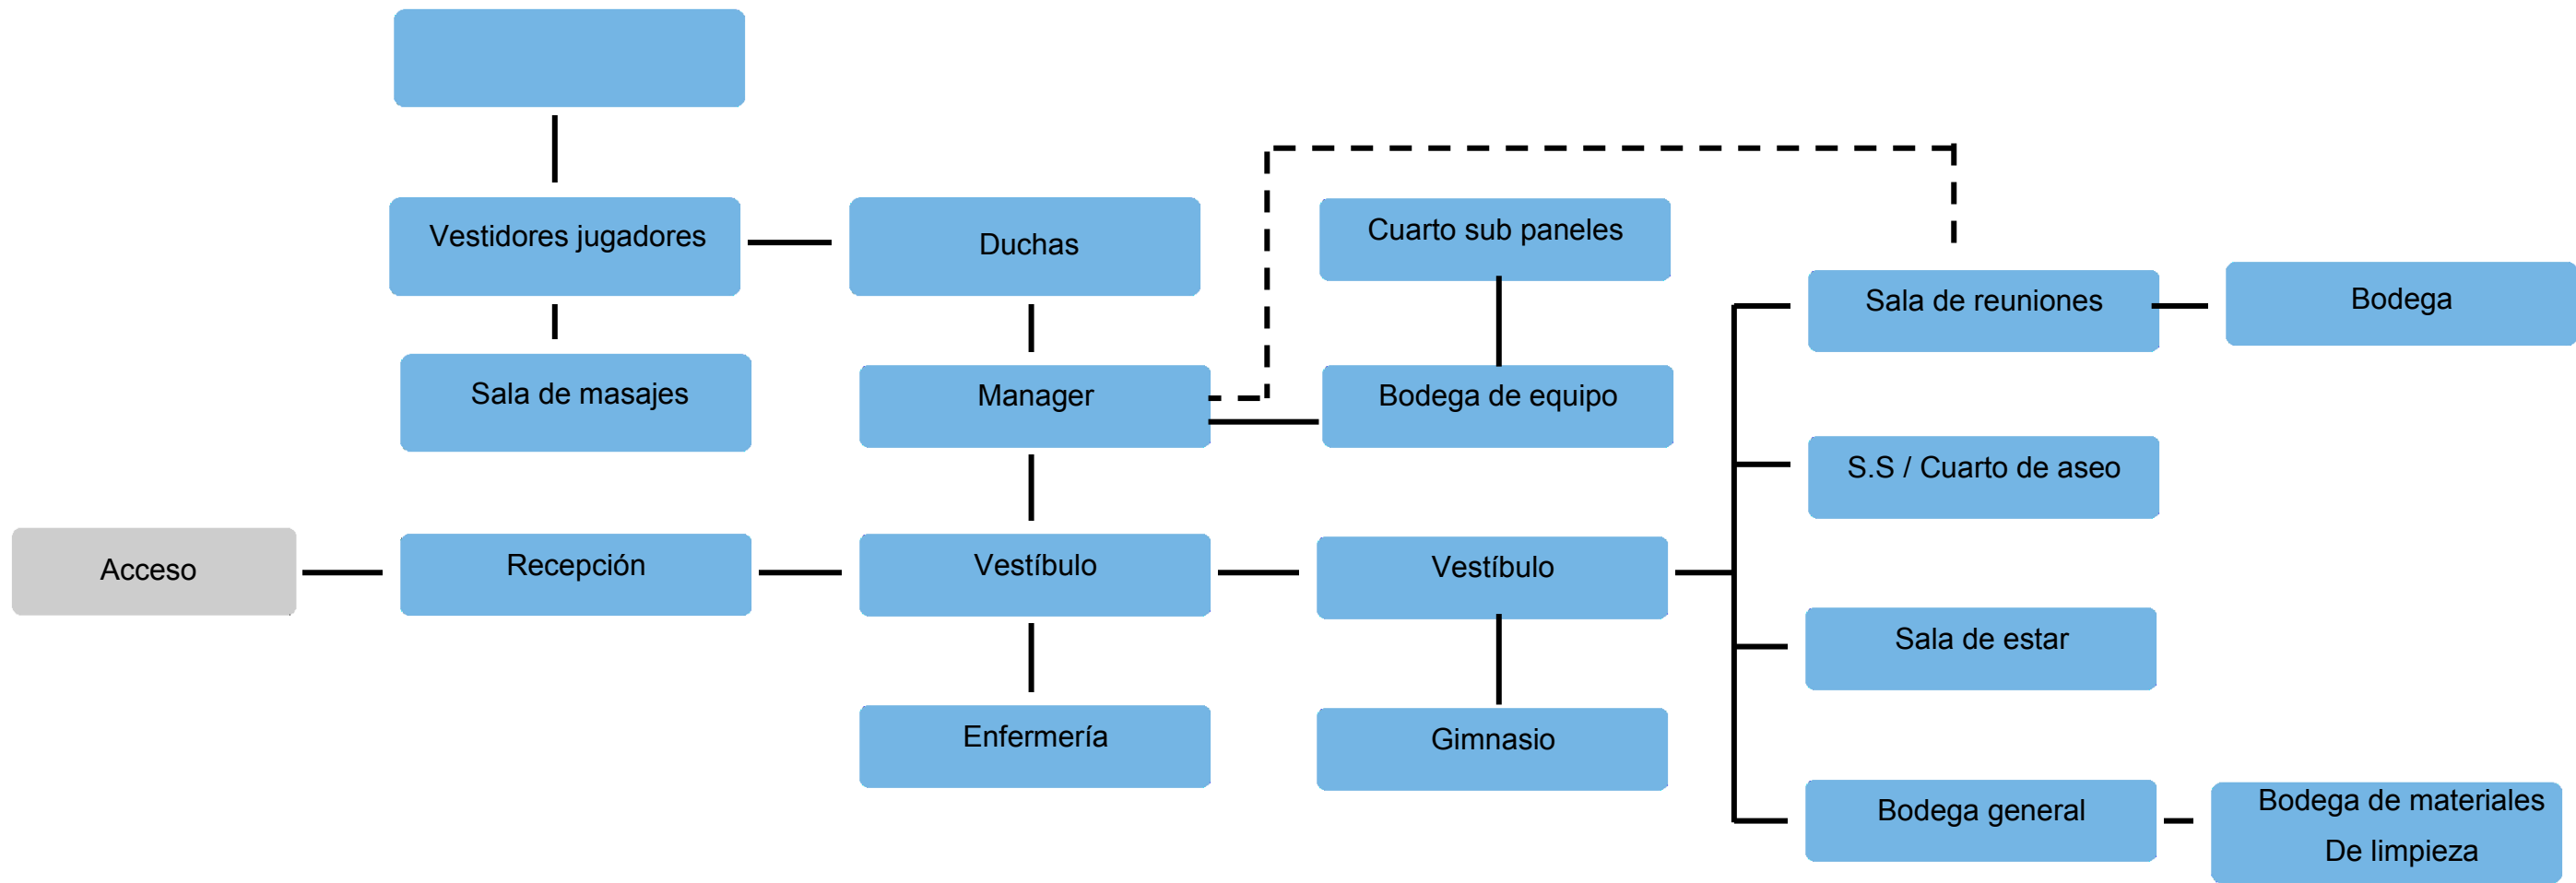 Vestidores jugadores
Duchas
Cuarto sub paneles
Sala de reuniones
Bodega
Sala de masajes
Manager
Bodega de equipo
S.S / Cuarto de aseo
Acceso
Recepción
Vestíbulo
Vestíbulo
Sala de estar
Enfermería
Gimnasio
Bodega general
Bodega de materiales
De limpieza